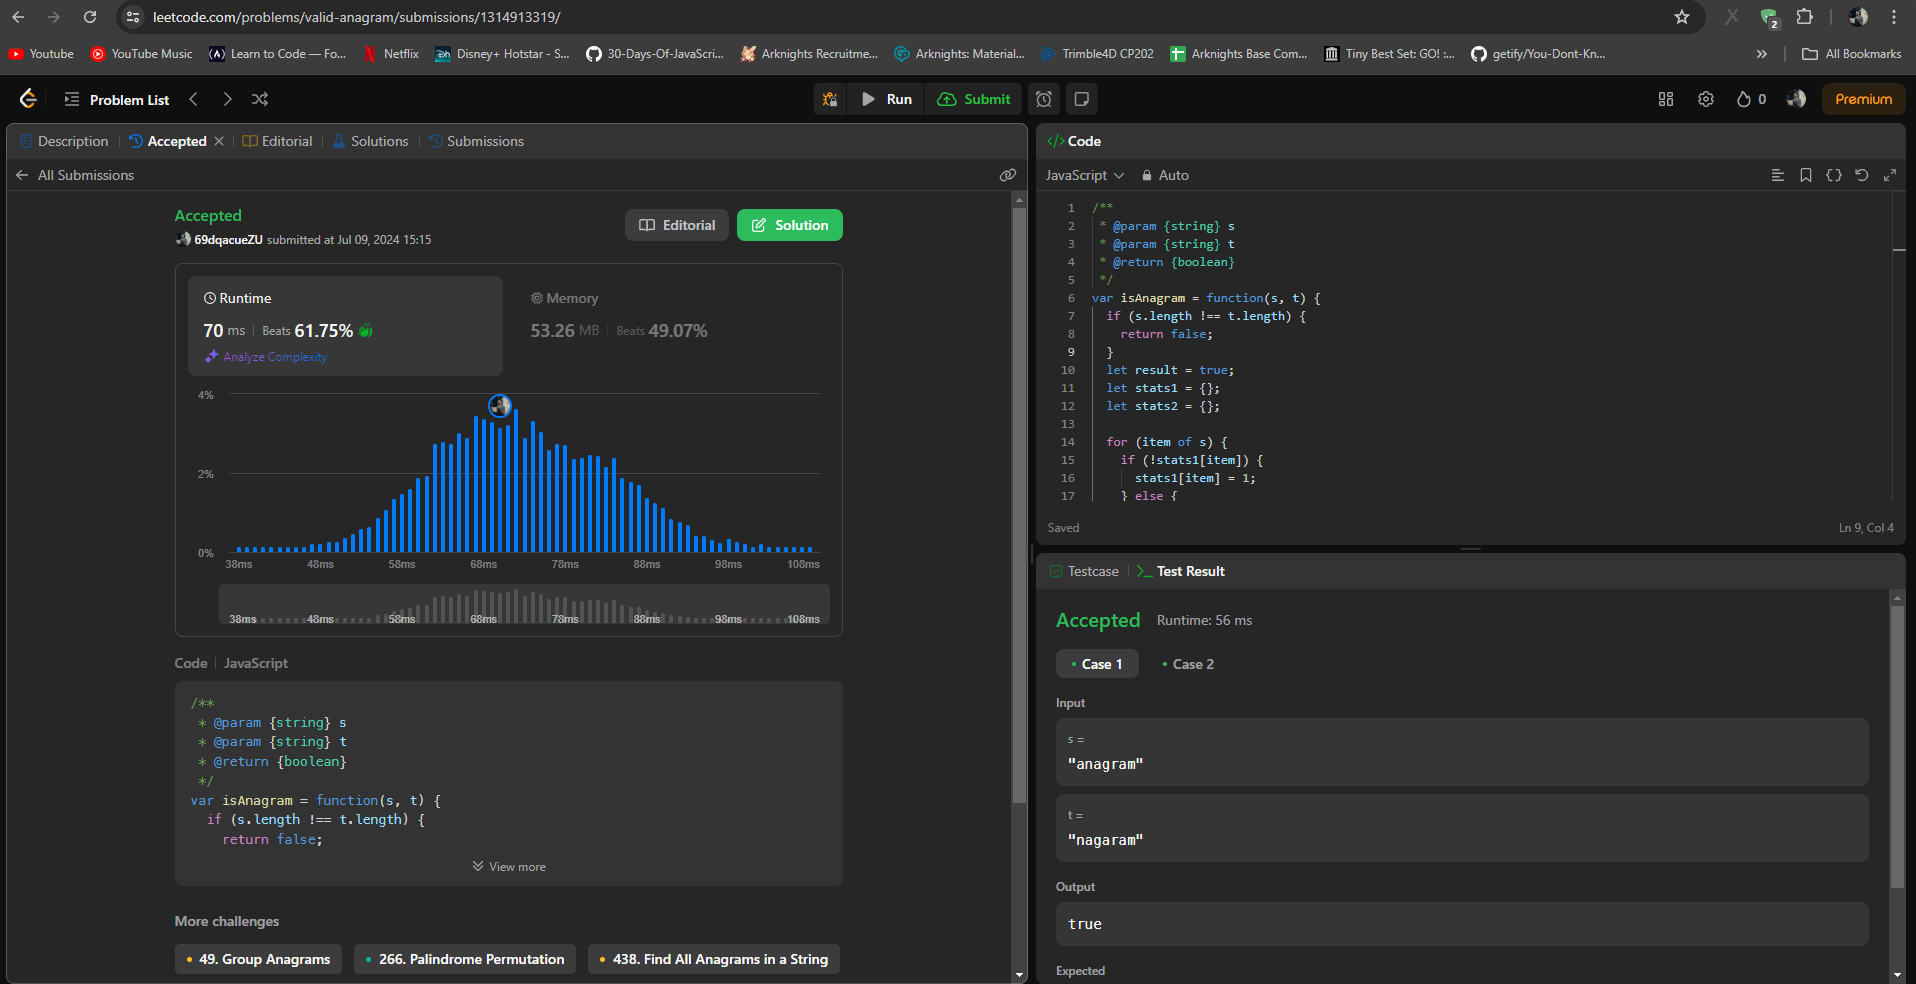 leetcode.com/problems/valid-anagram/submissions/1314913319/
2
Youtube
YouTube Music
Learn to Code — Fo...
Netflix
Disney+ Hotstar - S...
30-Days-Of-JavaScri...
Arknights Recruitme...
Arknights: Material...
Trimble4D CP202
Arknights Base Com...
Tiny Best Set: GO! :...
getify/You-Dont-Kn...
All Bookmarks
Problem List
Run
Submit
0
Premium
Description
Accepted
Editorial
Solutions
Submissions
All Submissions
Accepted
69dqacueZU submitted at Jul 09, 2024 15:15
Editorial
Solution
Runtime
70 ms
Beats 61.75%
Analyze Complexity
Memory
53.26 MB
Beats 49.07%
4%
2%
0%
38ms 48ms 58ms 68ms 78ms 88ms 98ms 108ms
38ms 48ms 58ms 68ms 78ms 88ms 98ms 108ms
Code | JavaScript
/**
 * @param {string} s
 * @param {string} t
 * @return {boolean}
 */
var isAnagram = function(s, t) {
  if (s.length !== t.length) {
    return false;
View more
More challenges
49. Group Anagrams
266. Palindrome Permutation
438. Find All Anagrams in a String
</> Code
JavaScript
Auto
1 /**
2 * @param {string} s
3 * @param {string} t
4 * @return {boolean}
5 */
6 var isAnagram = function(s, t) {
7   if (s.length !== t.length) {
8     return false;
9   }
10   let result = true;
11   let stats1 = {};
12   let stats2 = {};
13
14   for (item of s) {
15     if (!stats1[item]) {
16       stats1[item] = 1;
17     } else {
Saved
Ln 9, Col 4
Testcase
Test Result
Accepted
Runtime: 56 ms
Case 1
Case 2
Input
s =
"anagram"
t =
"nagaram"
Output
true
Expected